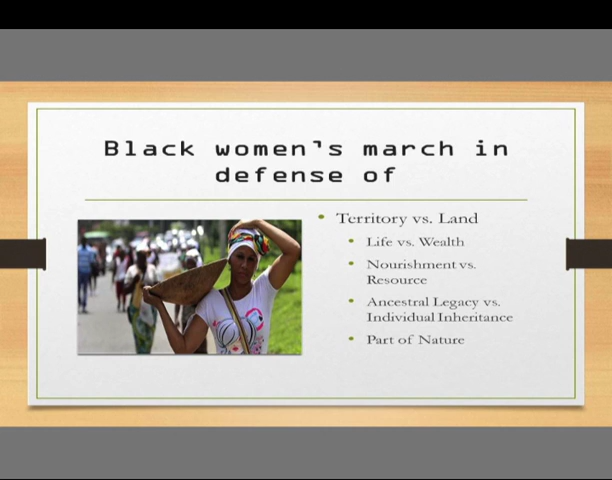 Black women's march in
defense of
Territory vs. Land
Life vs. Wealth
Nourishment vs.
Resource
Ancestral Legacy vs.
Individual Inheritance
Part of Nature